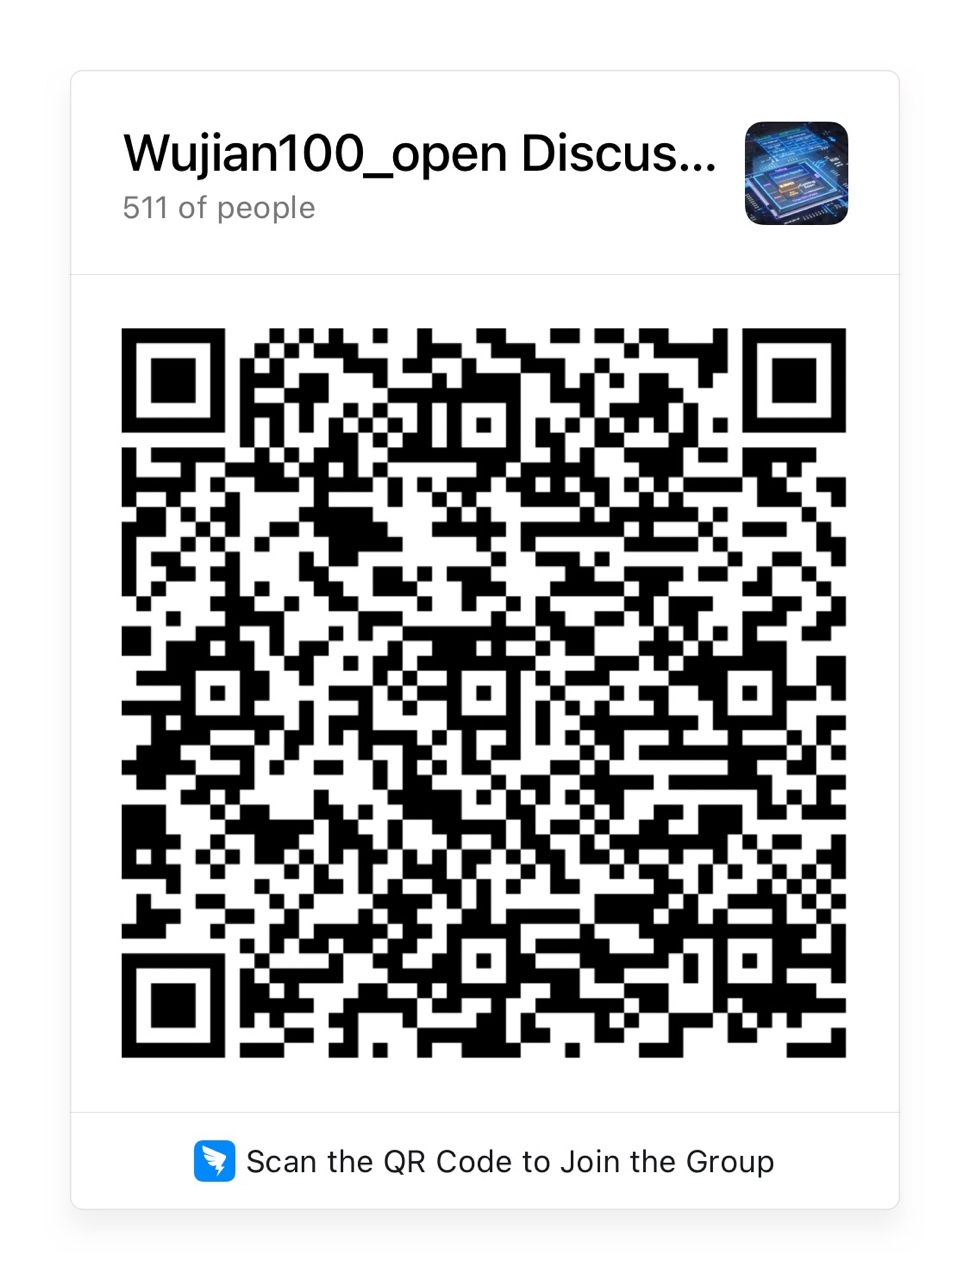 Wujian100_open Discus...
511 of people
Scan the QR Code to Join the Group